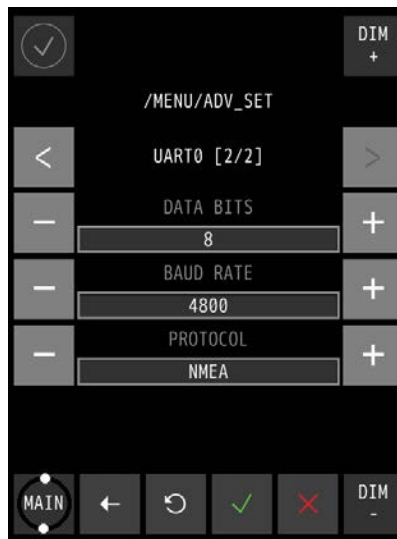 DIM
+
/MENU/ADV_SET
<
UART0 [2/2]
>
DATA BITS
−
8
+
BAUD RATE
−
4800
+
PROTOCOL
−
NMEA
+
MAIN
DIM
-